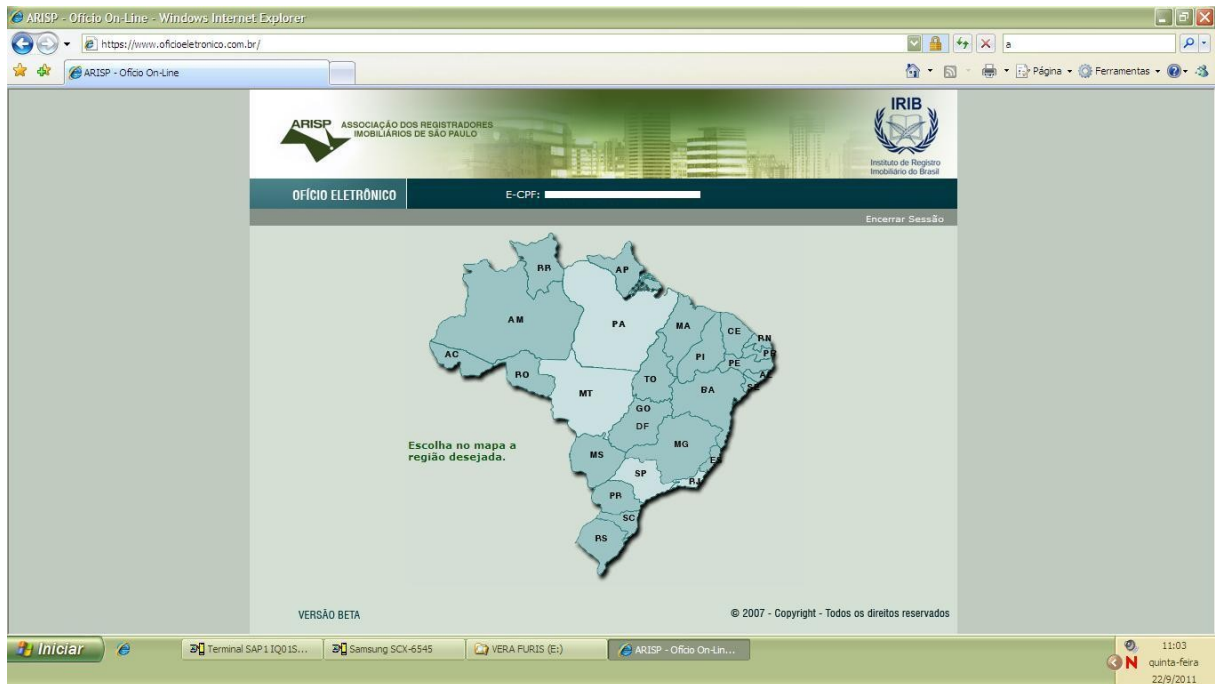 ARISP - Ofício On-Line - Windows Internet Explorer
https://www.oficioeletronico.com.br/
a
ARISP - Ofício On-Line
Página
Ferramentas
ARISP ASSOCIAÇÃO DOS REGISTRADORES
IMOBILIÁRIOS DE SÃO PAULO
IRIB
Instituto de Registro
Imobiliário do Brasil
OFÍCIO ELETRÔNICO
E-CPF:
Encerrar Sessão
RR
AP
AM
PA
MA
CE
RN
PB
PI
PE
AC
AL
RO
TO
SE
MT
BA
GO
DF
MG
Escolha no mapa a
região desejada.
MS
ES
SP
RJ
PR
SC
RS
VERSÃO BETA
© 2007 - Copyright - Todos os direitos reservados
Iniciar
Terminal SAP1 IQ01S...
Samsung SCX-6545
VERA FURIS (E:)
ARISP - Ofício On-Lin...
N
11:03
quinta-feira
22/9/2011